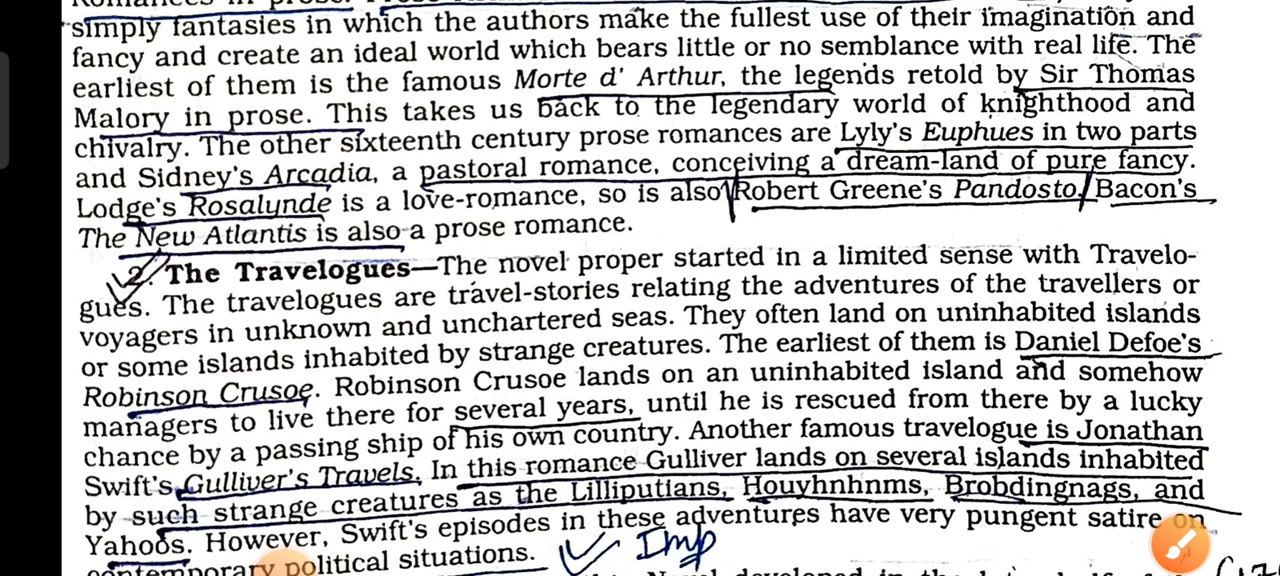 Romances in prose.
simply fantasies in which the authors make the fullest use of their imagination and
fancy and create an ideal world which bears little or no semblance with real life. The
earliest of them is the famous Morte d' Arthur, the legends retold by Sir Thomas
Malory in prose. This takes us back to the legendary world of knighthood and
chivalry. The other sixteenth century prose romances are Lyly's Euphues in two parts
and Sidney's Arcadia, a pastoral romance, conceiving a dream-land of pure fancy.
Lodge's Rosalynde is a love-romance, so is also Robert Greene's Pandosto. Bacon's
The New Atlantis is also a prose romance.
2. The Travelogues—The novel proper started in a limited sense with Travelo-
gues. The travelogues are travel-stories relating the adventures of the travellers or
voyagers in unknown and unchartered seas. They often land on uninhabited islands
or some islands inhabited by strange creatures. The earliest of them is Daniel Defoe's
Robinson Crusoe. Robinson Crusoe lands on an uninhabited island and somehow
managers to live there for several years, until he is rescued from there by a lucky
chance by a passing ship of his own country. Another famous travelogue is Jonathan
Swift's Gulliver's Travels. In this romance Gulliver lands on several islands inhabited
by such strange creatures as the Lilliputians, Houyhnhnms, Brobdingnags, and
Yahoos. However, Swift's episodes in these adventures have very pungent satire on
contemporary political situations. Imp
Novel developed in the